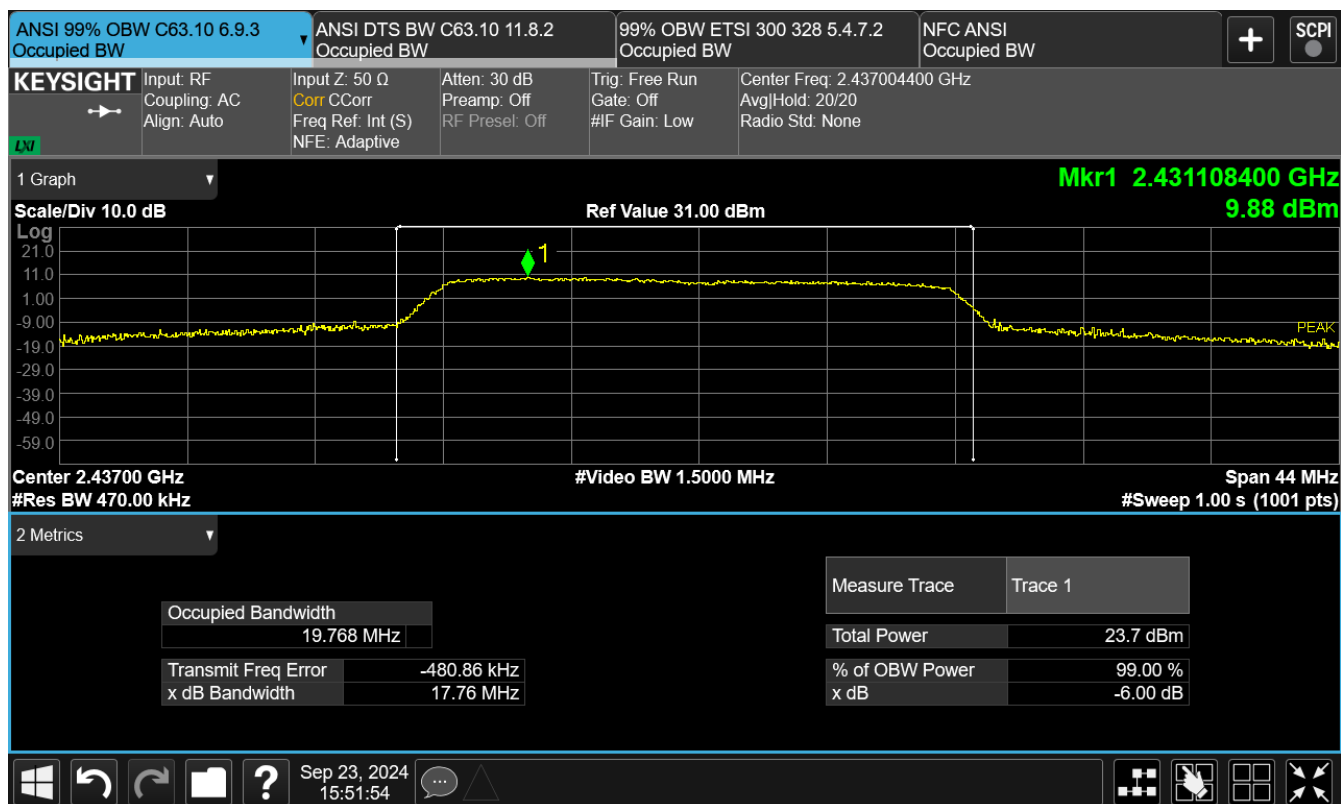 ANSI 99% OBW C63.10 6.9.3
Occupied BW
ANSI DTS BW C63.10 11.8.2
Occupied BW
99% OBW ETSI 300 328 5.4.7.2
Occupied BW
NFC ANSI
Occupied BW
+
SCPI
KEYSIGHT
LXI
Input: RF
Coupling: AC
Align: Auto
Input Z: 50 Ω
Corr CCorr
Freq Ref: Int (S)
NFE: Adaptive
Atten: 30 dB
Preamp: Off
RF Presel: Off
Trig: Free Run
Gate: Off
#IF Gain: Low
Center Freq: 2.437004400 GHz
Avg|Hold: 20/20
Radio Std: None
1 Graph
Mkr1 2.431108400 GHz
9.88 dBm
Scale/Div 10.0 dB
Ref Value 31.00 dBm
Log
21.0
11.0
1.00
-9.00
-19.0
-29.0
-39.0
-49.0
-59.0
1
PEAK
Center 2.43700 GHz
#Video BW 1.5000 MHz
Span 44 MHz
#Res BW 470.00 kHz
#Sweep 1.00 s (1001 pts)
2 Metrics
Occupied Bandwidth
19.768 MHz
Transmit Freq Error -480.86 kHz
x dB Bandwidth 17.76 MHz
Measure Trace Trace 1
Total Power 23.7 dBm
% of OBW Power 99.00 %
x dB -6.00 dB
?
Sep 23, 2024
15:51:54